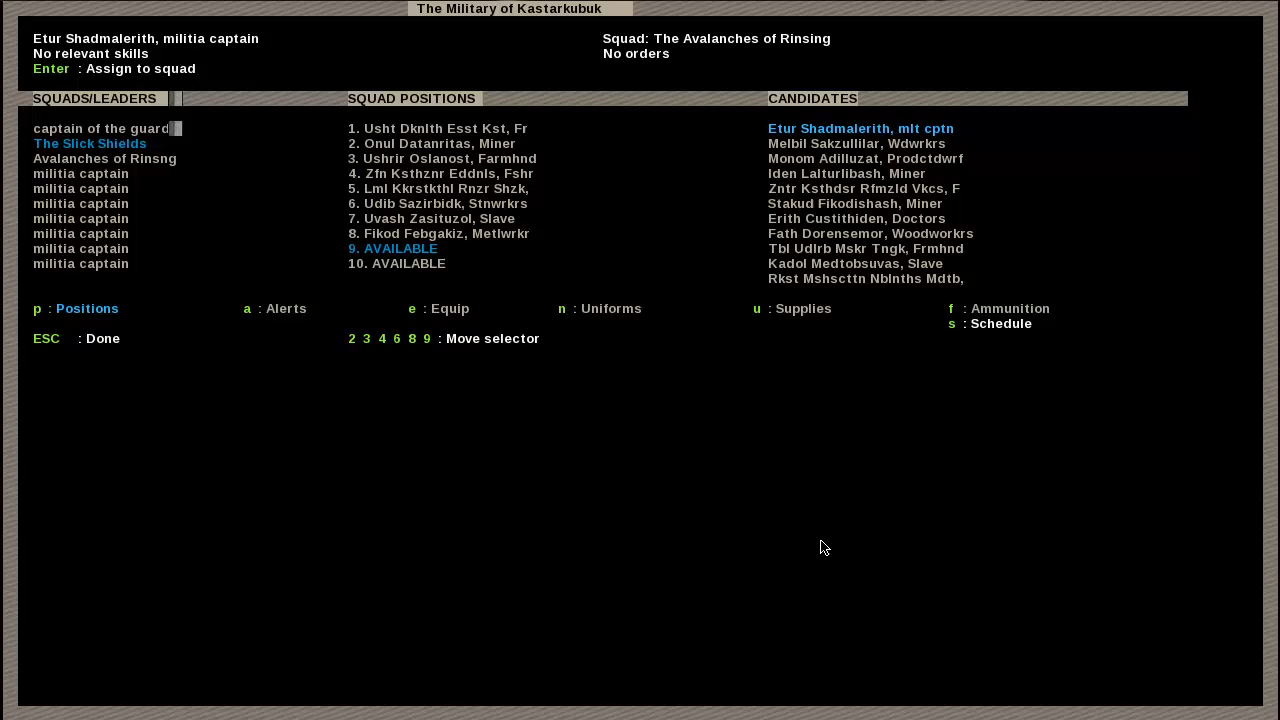 The Military of Kastarkubuk
Etur Shadmalerith, militia captain
No relevant skills
Enter : Assign to squad
Squad: The Avalanches of Rinsing
No orders
SQUADS/LEADERS
captain of the guard
The Slick Shields
Avalanches of Rinsng
militia captain
militia captain
militia captain
militia captain
militia captain
militia captain
militia captain
SQUAD POSITIONS
1. Usht Dknlth Esst Kst, Fr
2. Onul Datanritas, Miner
3. Ushrir Oslanost, Farmhnd
4. Zfn Ksthznr Eddnls, Fshr
5. Lml Kkrstkthl Rnzr Shzk,
6. Udib Sazirbidk, Stnwrkrs
7. Uvash Zasituzol, Slave
8. Fikod Febgakiz, Metlwrkr
9. AVAILABLE
10. AVAILABLE
CANDIDATES
Etur Shadmalerith, mlt cptn
Melbil Sakzullilar, Wdwrkrs
Monom Adilluzat, Prodctdwrf
Iden Lalturlibash, Miner
Zntr Ksthdsr Rfmzld Vkcs, F
Stakud Fikodishash, Miner
Erith Custithiden, Doctors
Fath Dorensemor, Woodworkrs
Tbl Udlrb Mskr Tngk, Frmhnd
Kadol Medtobsuvas, Slave
Rkst Mshscttn Nblnths Mdtb,
p : Positions
a : Alerts
e : Equip
n : Uniforms
u : Supplies
f : Ammunition
s : Schedule
ESC : Done
2 3 4 6 8 9 : Move selector